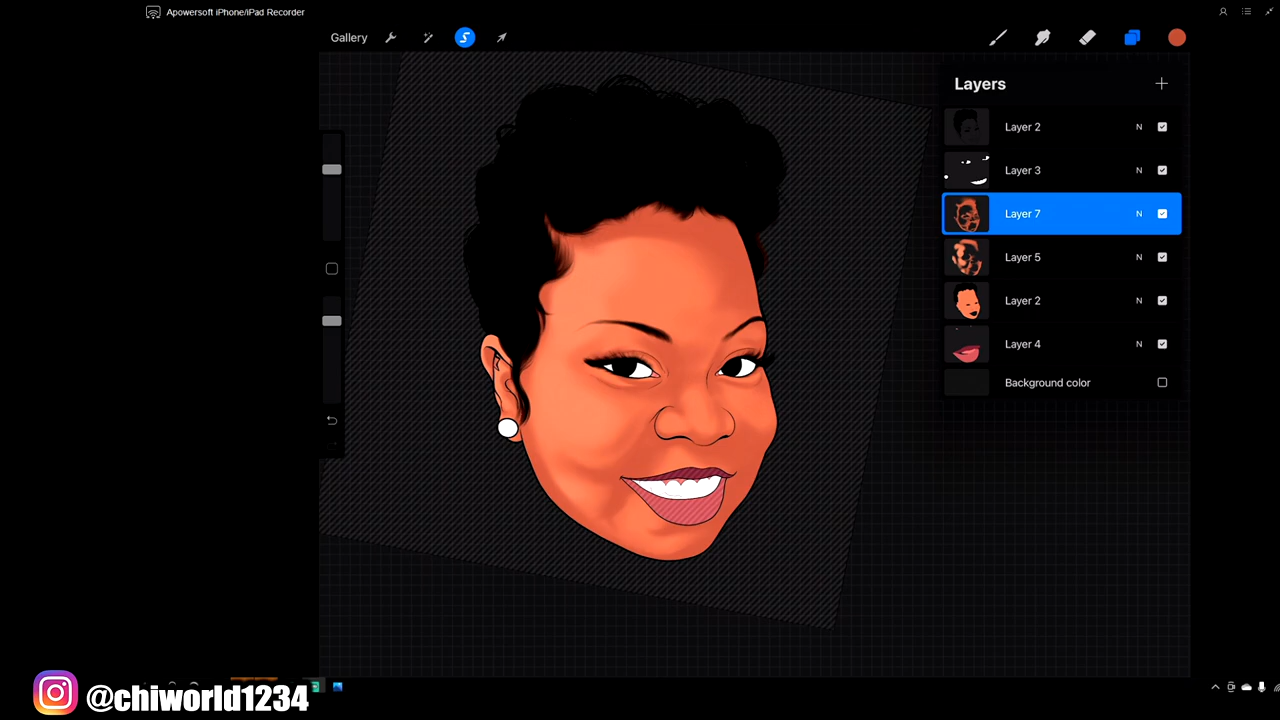 Apowersoft iPhone/iPad Recorder
Gallery
Layers
Layer 2 N
Layer 3 N
Layer 7 N
Layer 5 N
Layer 2 N
Layer 4 N
Background color
@chiworld1234